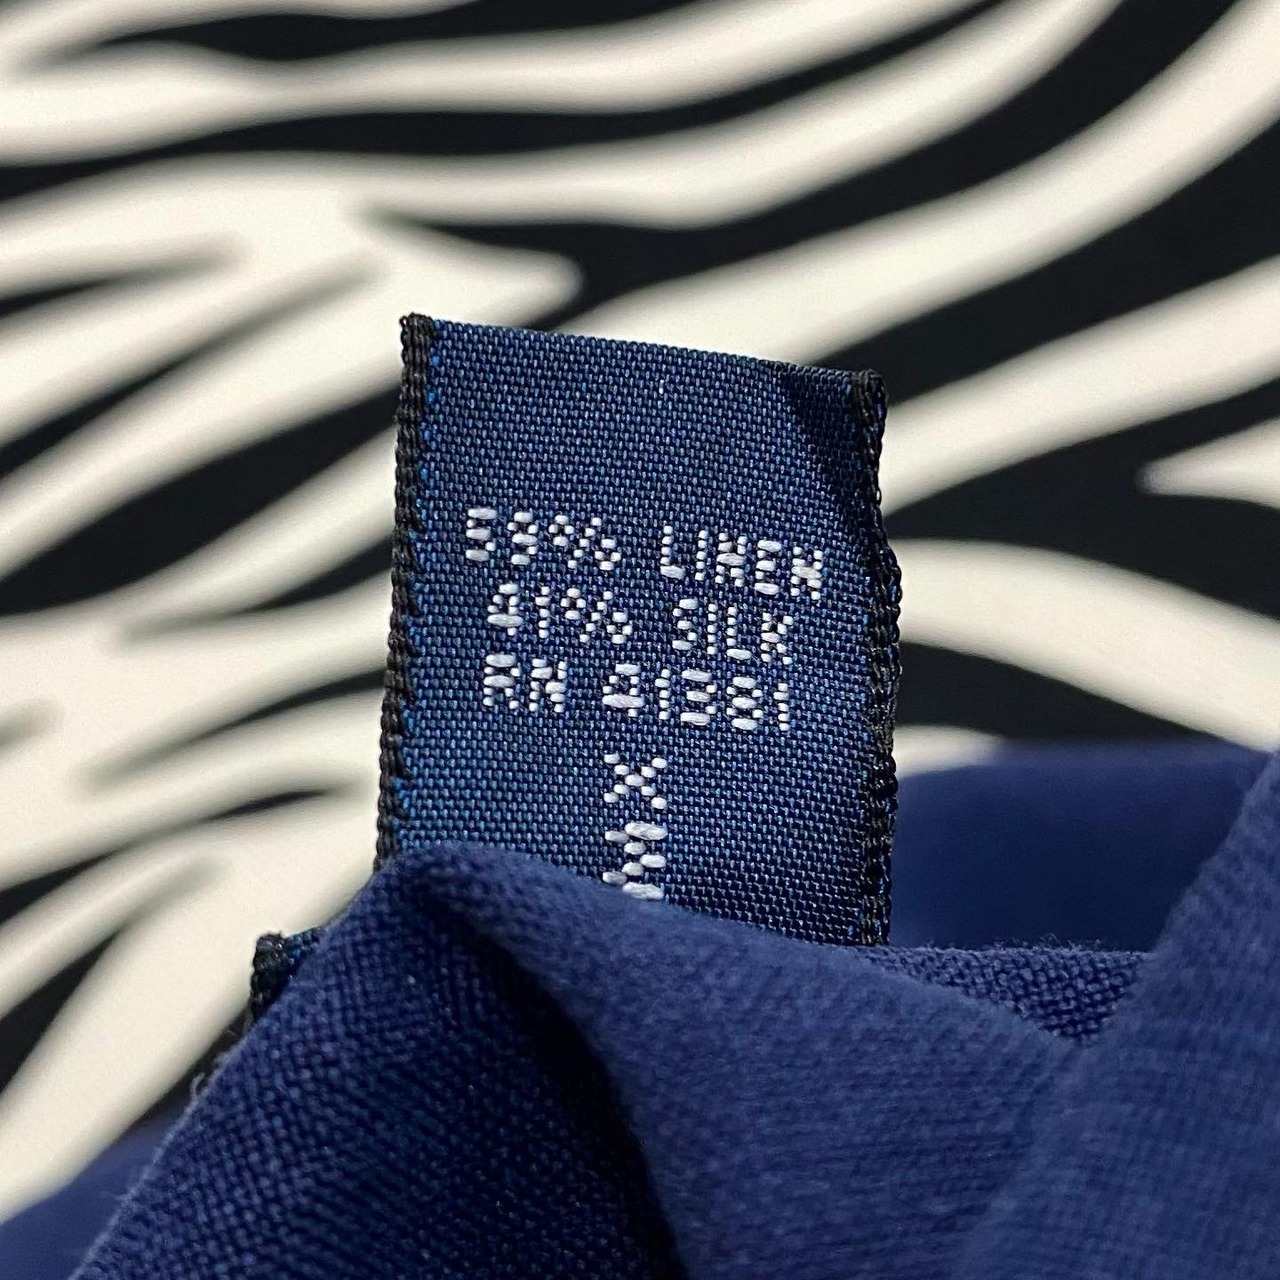 59% LINEN
41% SILK
RN 41381
X